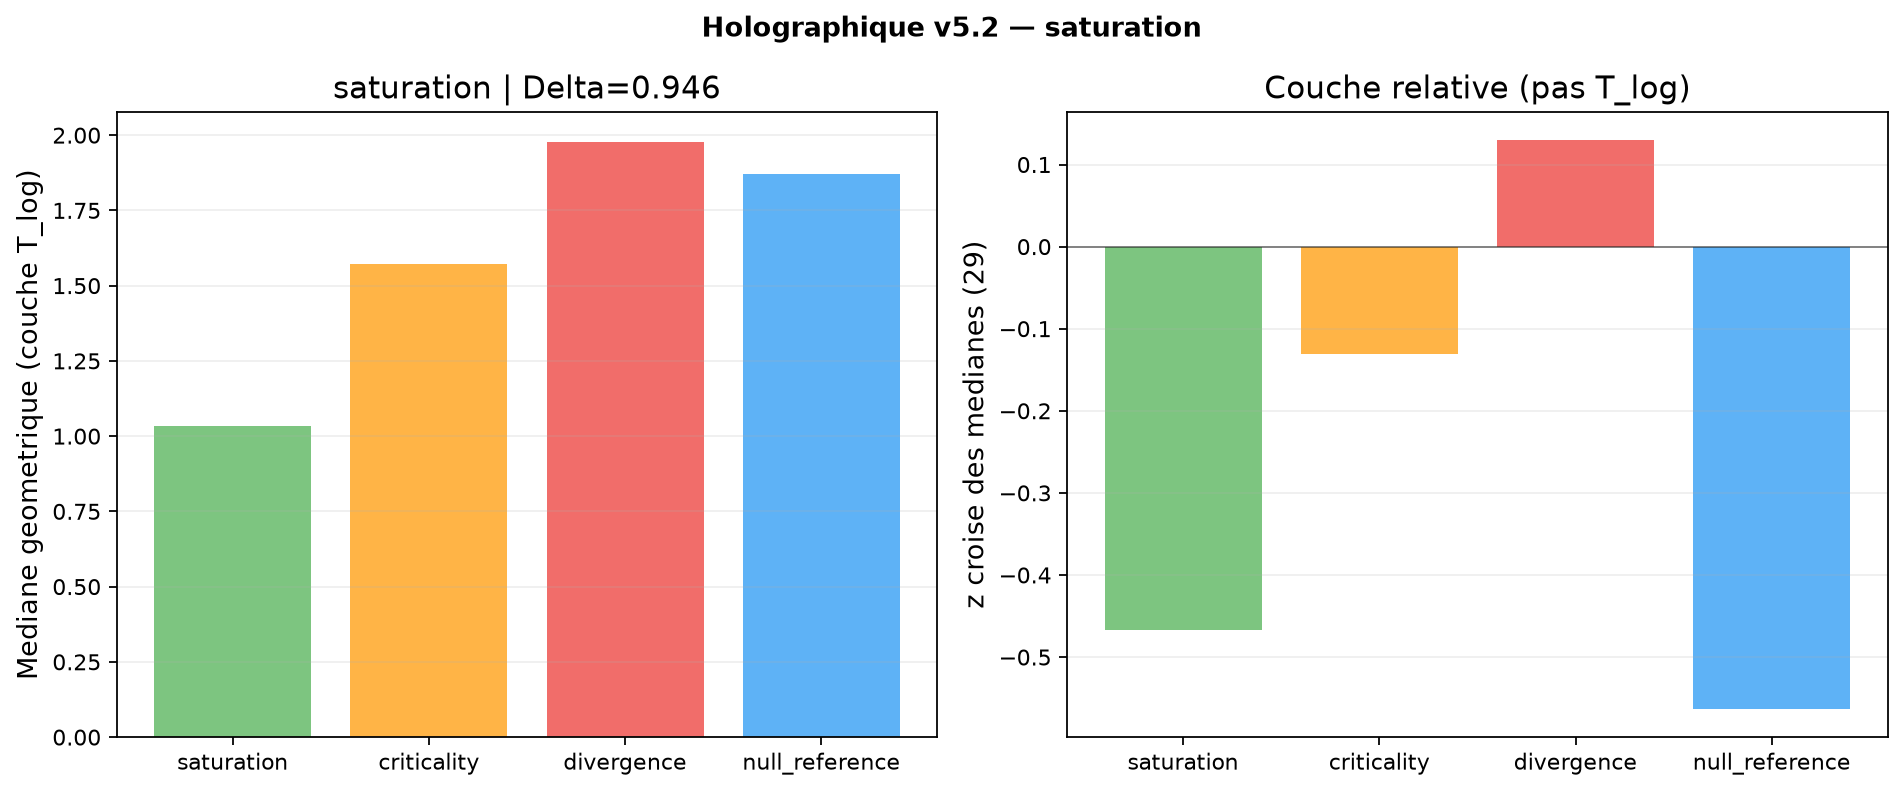 Holographique v5.2 — saturation
saturation | Delta=0.946
Mediane geometrique (couche T_log)
2.00
1.75
1.50
1.25
1.00
0.75
0.50
0.25
0.00
saturation
criticality
divergence
null_reference
Couche relative (pas T_log)
z croise des medianes (29)
0.1
0.0
−0.1
−0.2
−0.3
−0.4
−0.5
saturation
criticality
divergence
null_reference